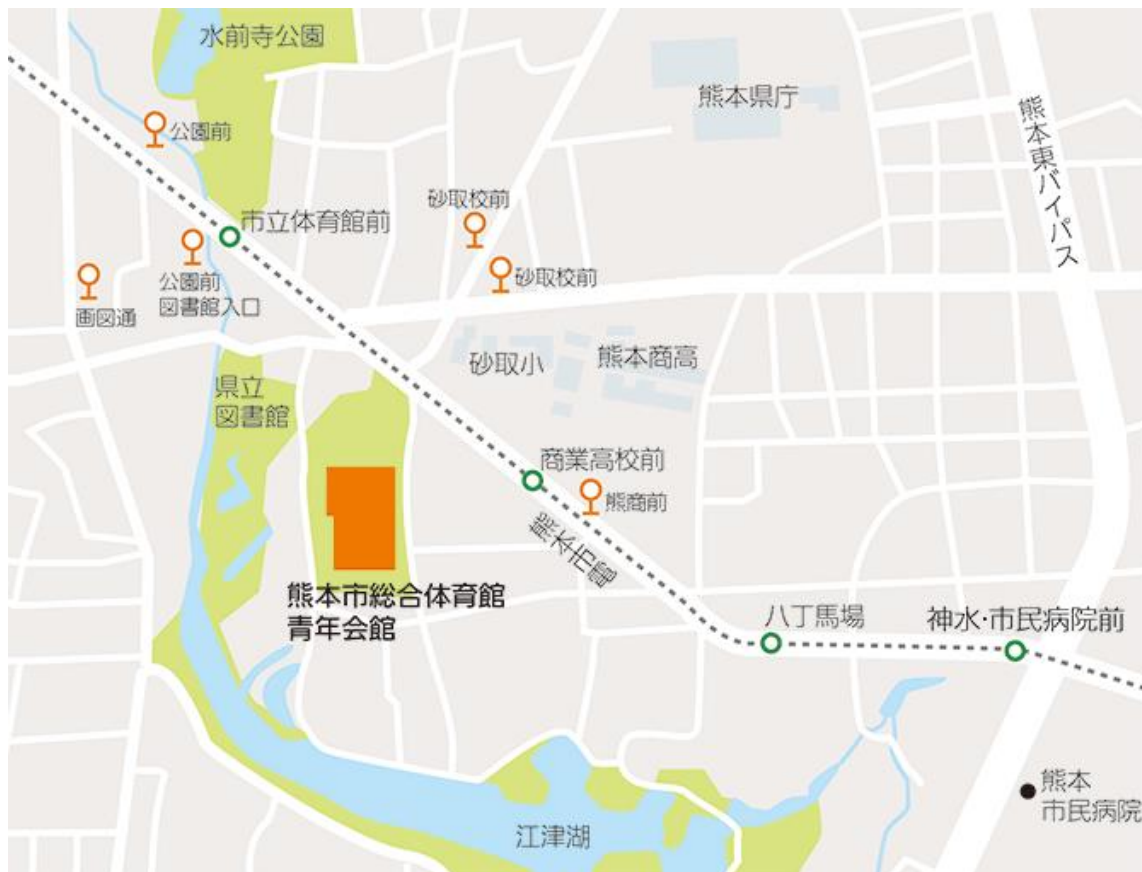 水前寺公園
熊本県庁
熊本東バイパス
公園前
砂取校前
市立体育館前
砂取校前
公園前
図書館入口
画図通
砂取小
熊本商高
県立
図書館
商業高校前
熊商前
熊本市電
熊本市総合体育館
青年会館
八丁馬場
神水・市民病院前
熊本
市民病院
江津湖